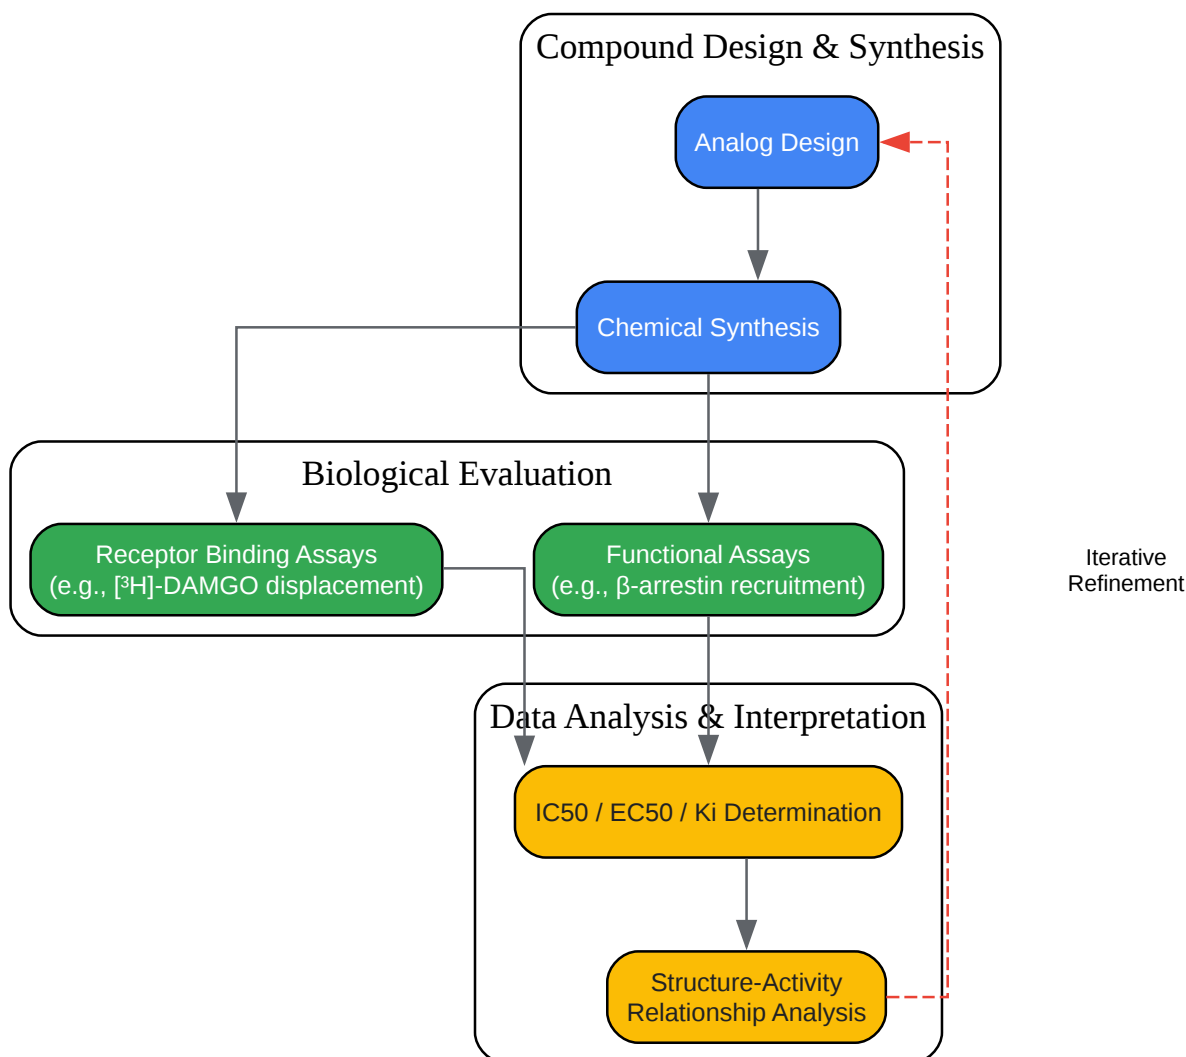 Compound Design & Synthesis
Analog Design
Chemical Synthesis
Biological Evaluation
Receptor Binding Assays
(e.g., [³H]-DAMGO displacement)
Functional Assays
(e.g., β-arrestin recruitment)
Iterative
Refinement
Data Analysis & Interpretation
IC50 / EC50 / Ki Determination
Structure-Activity
Relationship Analysis